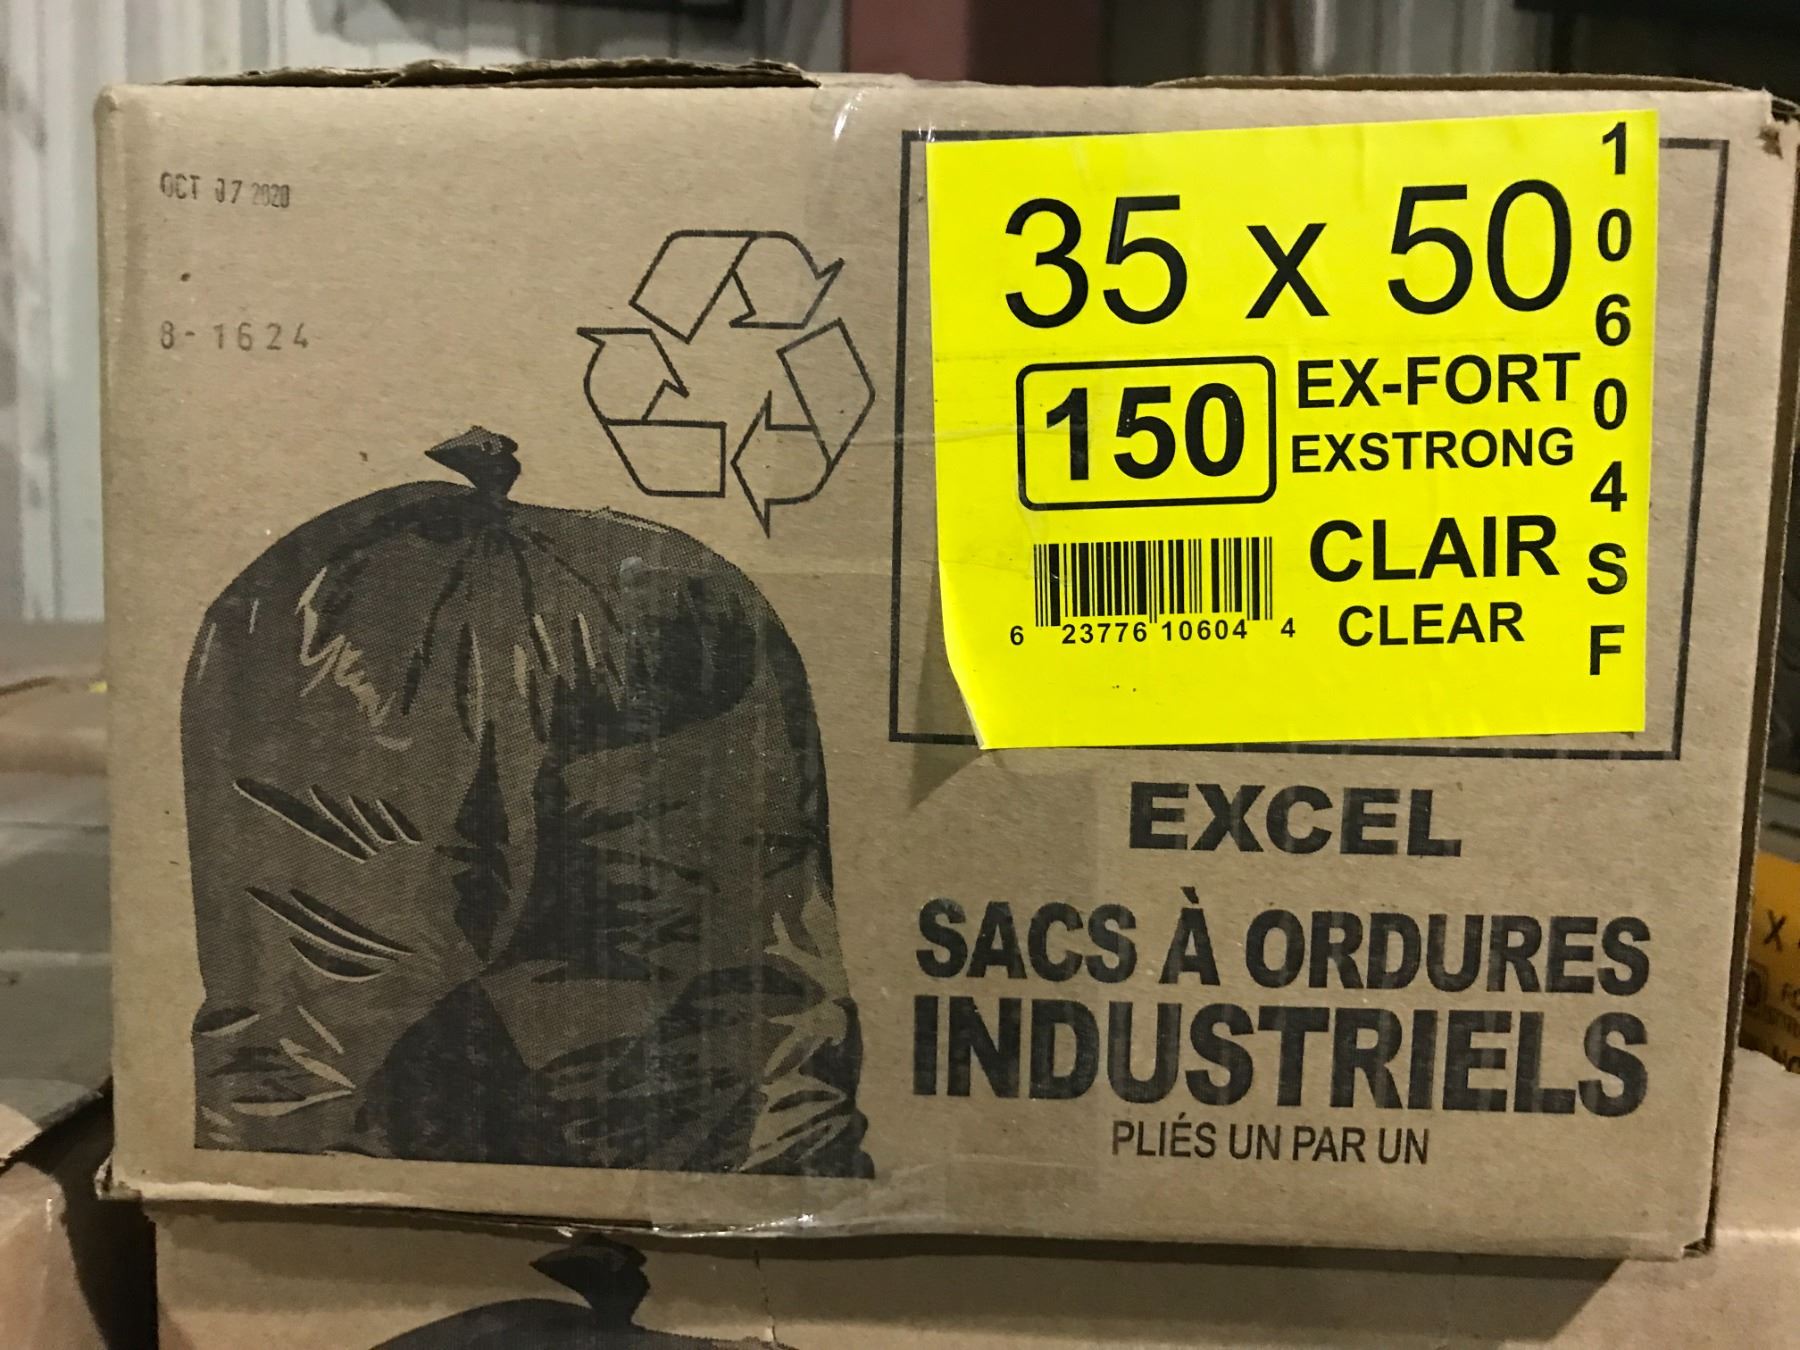 OCT 07 2020
8-1624
35 x 50
150
EX-FORT
EXSTRONG
CLAIR
CLEAR
6 23776 10604 4
10604SF
EXCEL
SACS À ORDURES
INDUSTRIELS
PLIÉS UN PAR UN
X